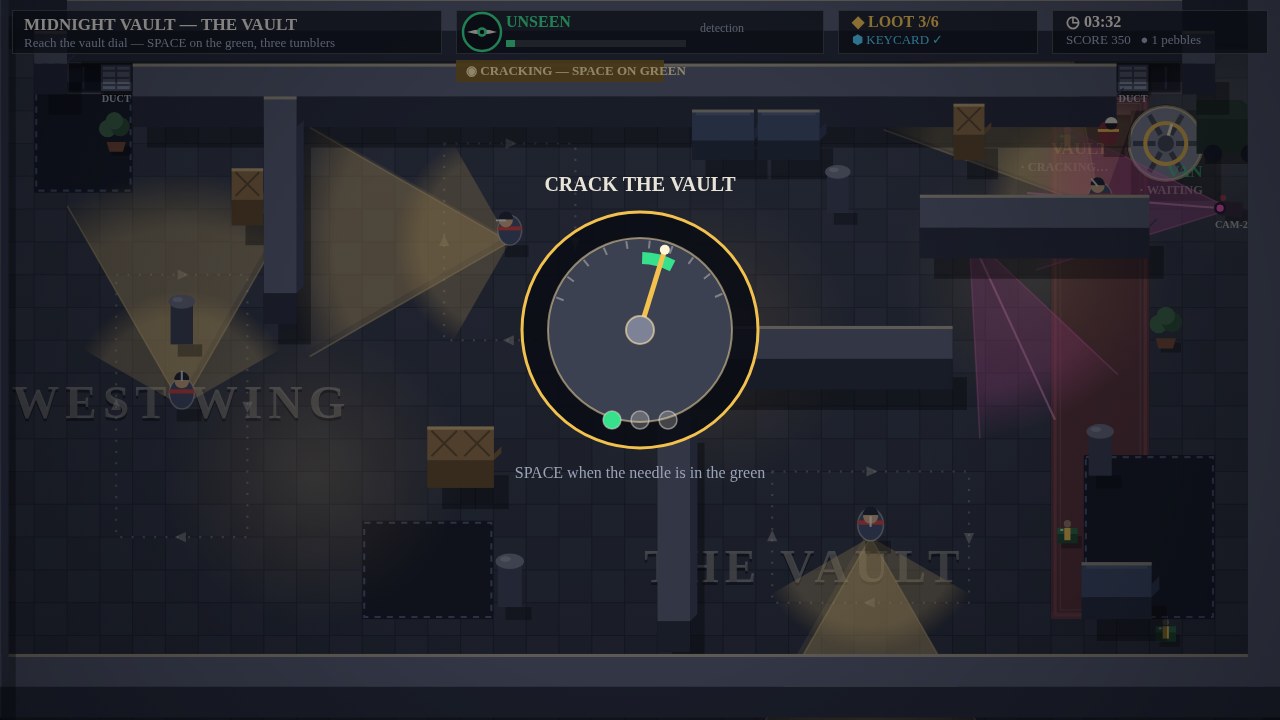 MIDNIGHT VAULT — THE VAULT
Reach the vault dial — SPACE on the green, three tumblers
UNSEEN
detection
LOOT 3/6
KEYCARD ✓
03:32
SCORE 350 ● 1 pebbles
CRACKING — SPACE ON GREEN
DUCT
DUCT
VAULT
· CRACKING...
· WAITING
CAM-2
CRACK THE VAULT
WEST WING
SPACE when the needle is in the green
THE VAULT